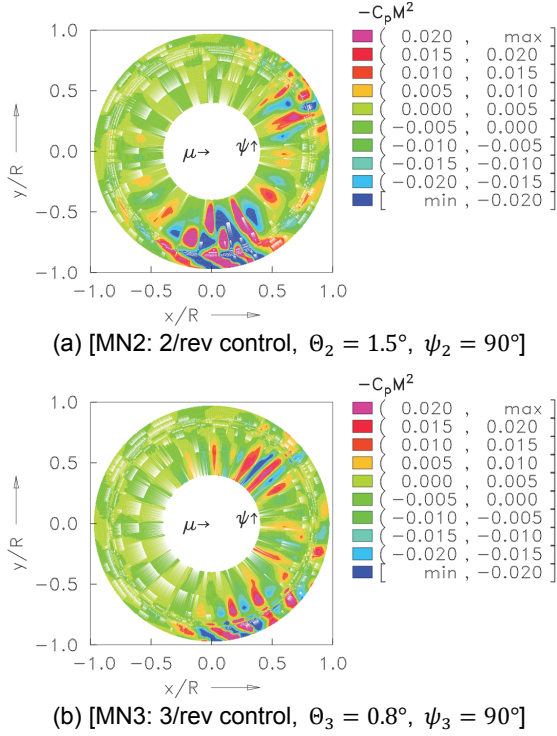 −CₚM²
( 0.020 , max ]
( 0.015 , 0.020 ]
( 0.010 , 0.015 ]
( 0.005 , 0.010 ]
( 0.000 , 0.005 ]
( −0.005 , 0.000 ]
( −0.010 , −0.005 ]
( −0.015 , −0.010 ]
( −0.020 , −0.015 ]
[ min , −0.020 ]
1.0
0.5
0.0
−0.5
−1.0
y/R
μ→ ψ↑
−1.0 −0.5 0.0 0.5 1.0
x/R
(a) [MN2: 2/rev control, Θ₂ = 1.5°, ψ₂ = 90°]
−CₚM²
( 0.020 , max ]
( 0.015 , 0.020 ]
( 0.010 , 0.015 ]
( 0.005 , 0.010 ]
( 0.000 , 0.005 ]
( −0.005 , 0.000 ]
( −0.010 , −0.005 ]
( −0.015 , −0.010 ]
( −0.020 , −0.015 ]
[ min , −0.020 ]
1.0
0.5
0.0
−0.5
−1.0
y/R
μ→ ψ↑
−1.0 −0.5 0.0 0.5 1.0
x/R
(b) [MN3: 3/rev control, Θ₃ = 0.8°, ψ₃ = 90°]